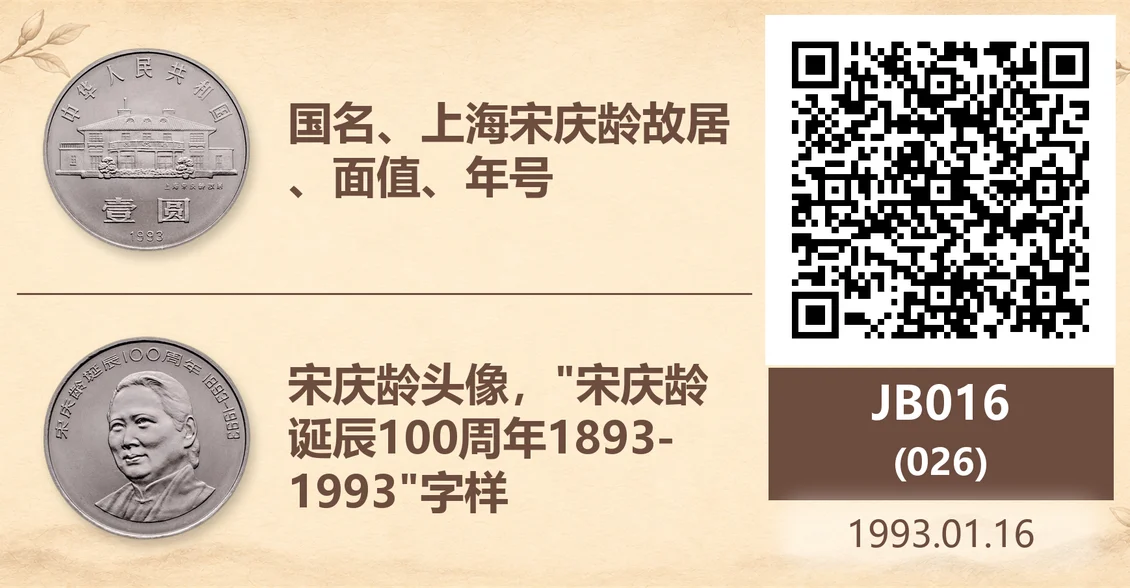 中华人民共和国
上海宋庆龄故居
壹圆
1993
国名、上海宋庆龄故居
、面值、年号
宋庆龄诞辰100周年 1893-1993
宋庆龄头像，"宋庆龄
诞辰100周年1893-
1993"字样
JB016
(026)
1993.01.16